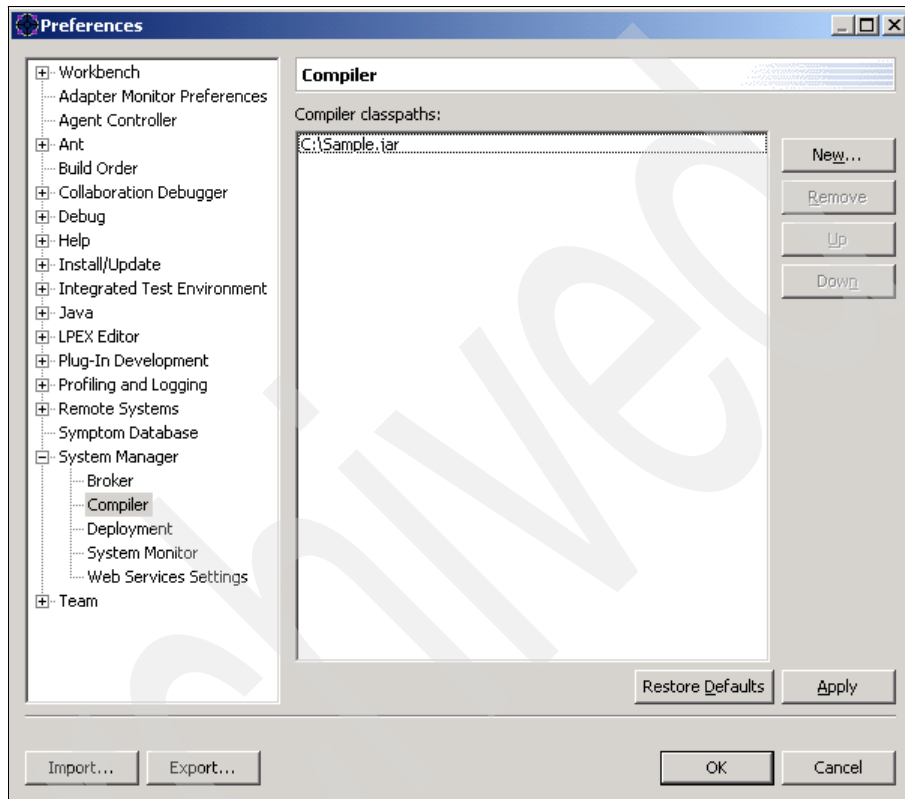 Preferences
Workbench
Adapter Monitor Preferences
Agent Controller
Ant
Build Order
Collaboration Debugger
Debug
Help
Install/Update
Integrated Test Environment
Java
LPEX Editor
Plug-In Development
Profiling and Logging
Remote Systems
Symptom Database
System Manager
Broker
Compiler
Deployment
System Monitor
Web Services Settings
Team
Compiler
Compiler classpaths:
C:\Sample.jar
New...
Remove
Up
Down
Restore Defaults
Apply
Import...
Export...
OK
Cancel